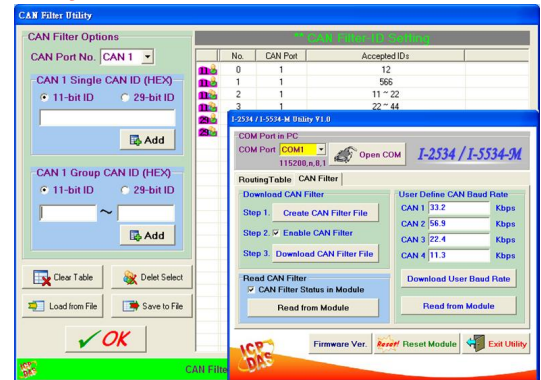 CAN Filter Utility
CAN Filter Options
** CAN Filter-ID Setting
CAN Port No. CAN 1
No. CAN Port Accepted IDs
11 0 1 12
11 1 1 566
11 2 1 11 ~ 22
11 3 1 22 ~ 44
29
29
CAN 1 Single CAN ID (HEX)
11-bit ID 29-bit ID
Add
CAN 1 Group CAN ID (HEX)
11-bit ID 29-bit ID
~
Add
Clear Table Delet Select
Load from File Save to File
OK
CAN Filte
I-2534 / I-5534-M Utility V1.0
COM Port in PC
COM Port COM1
115200,n,8,1
Open COM
I-2534 / I-5534-M
RoutingTable CAN Filter
Download CAN Filter
Step 1. Create CAN Filter File
Step 2. Enable CAN Filter
Step 3. Download CAN Filter File
User Define CAN Baud Rate
CAN 1 33.2 Kbps
CAN 2 56.9 Kbps
CAN 3 22.4 Kbps
CAN 4 11.3 Kbps
Download User Baud Rate
Read from Module
Read CAN Filter
CAN Filter Status in Module
Read from Module
ICP DAS
Firmware Ver. Reset! Reset Module Exit Utility